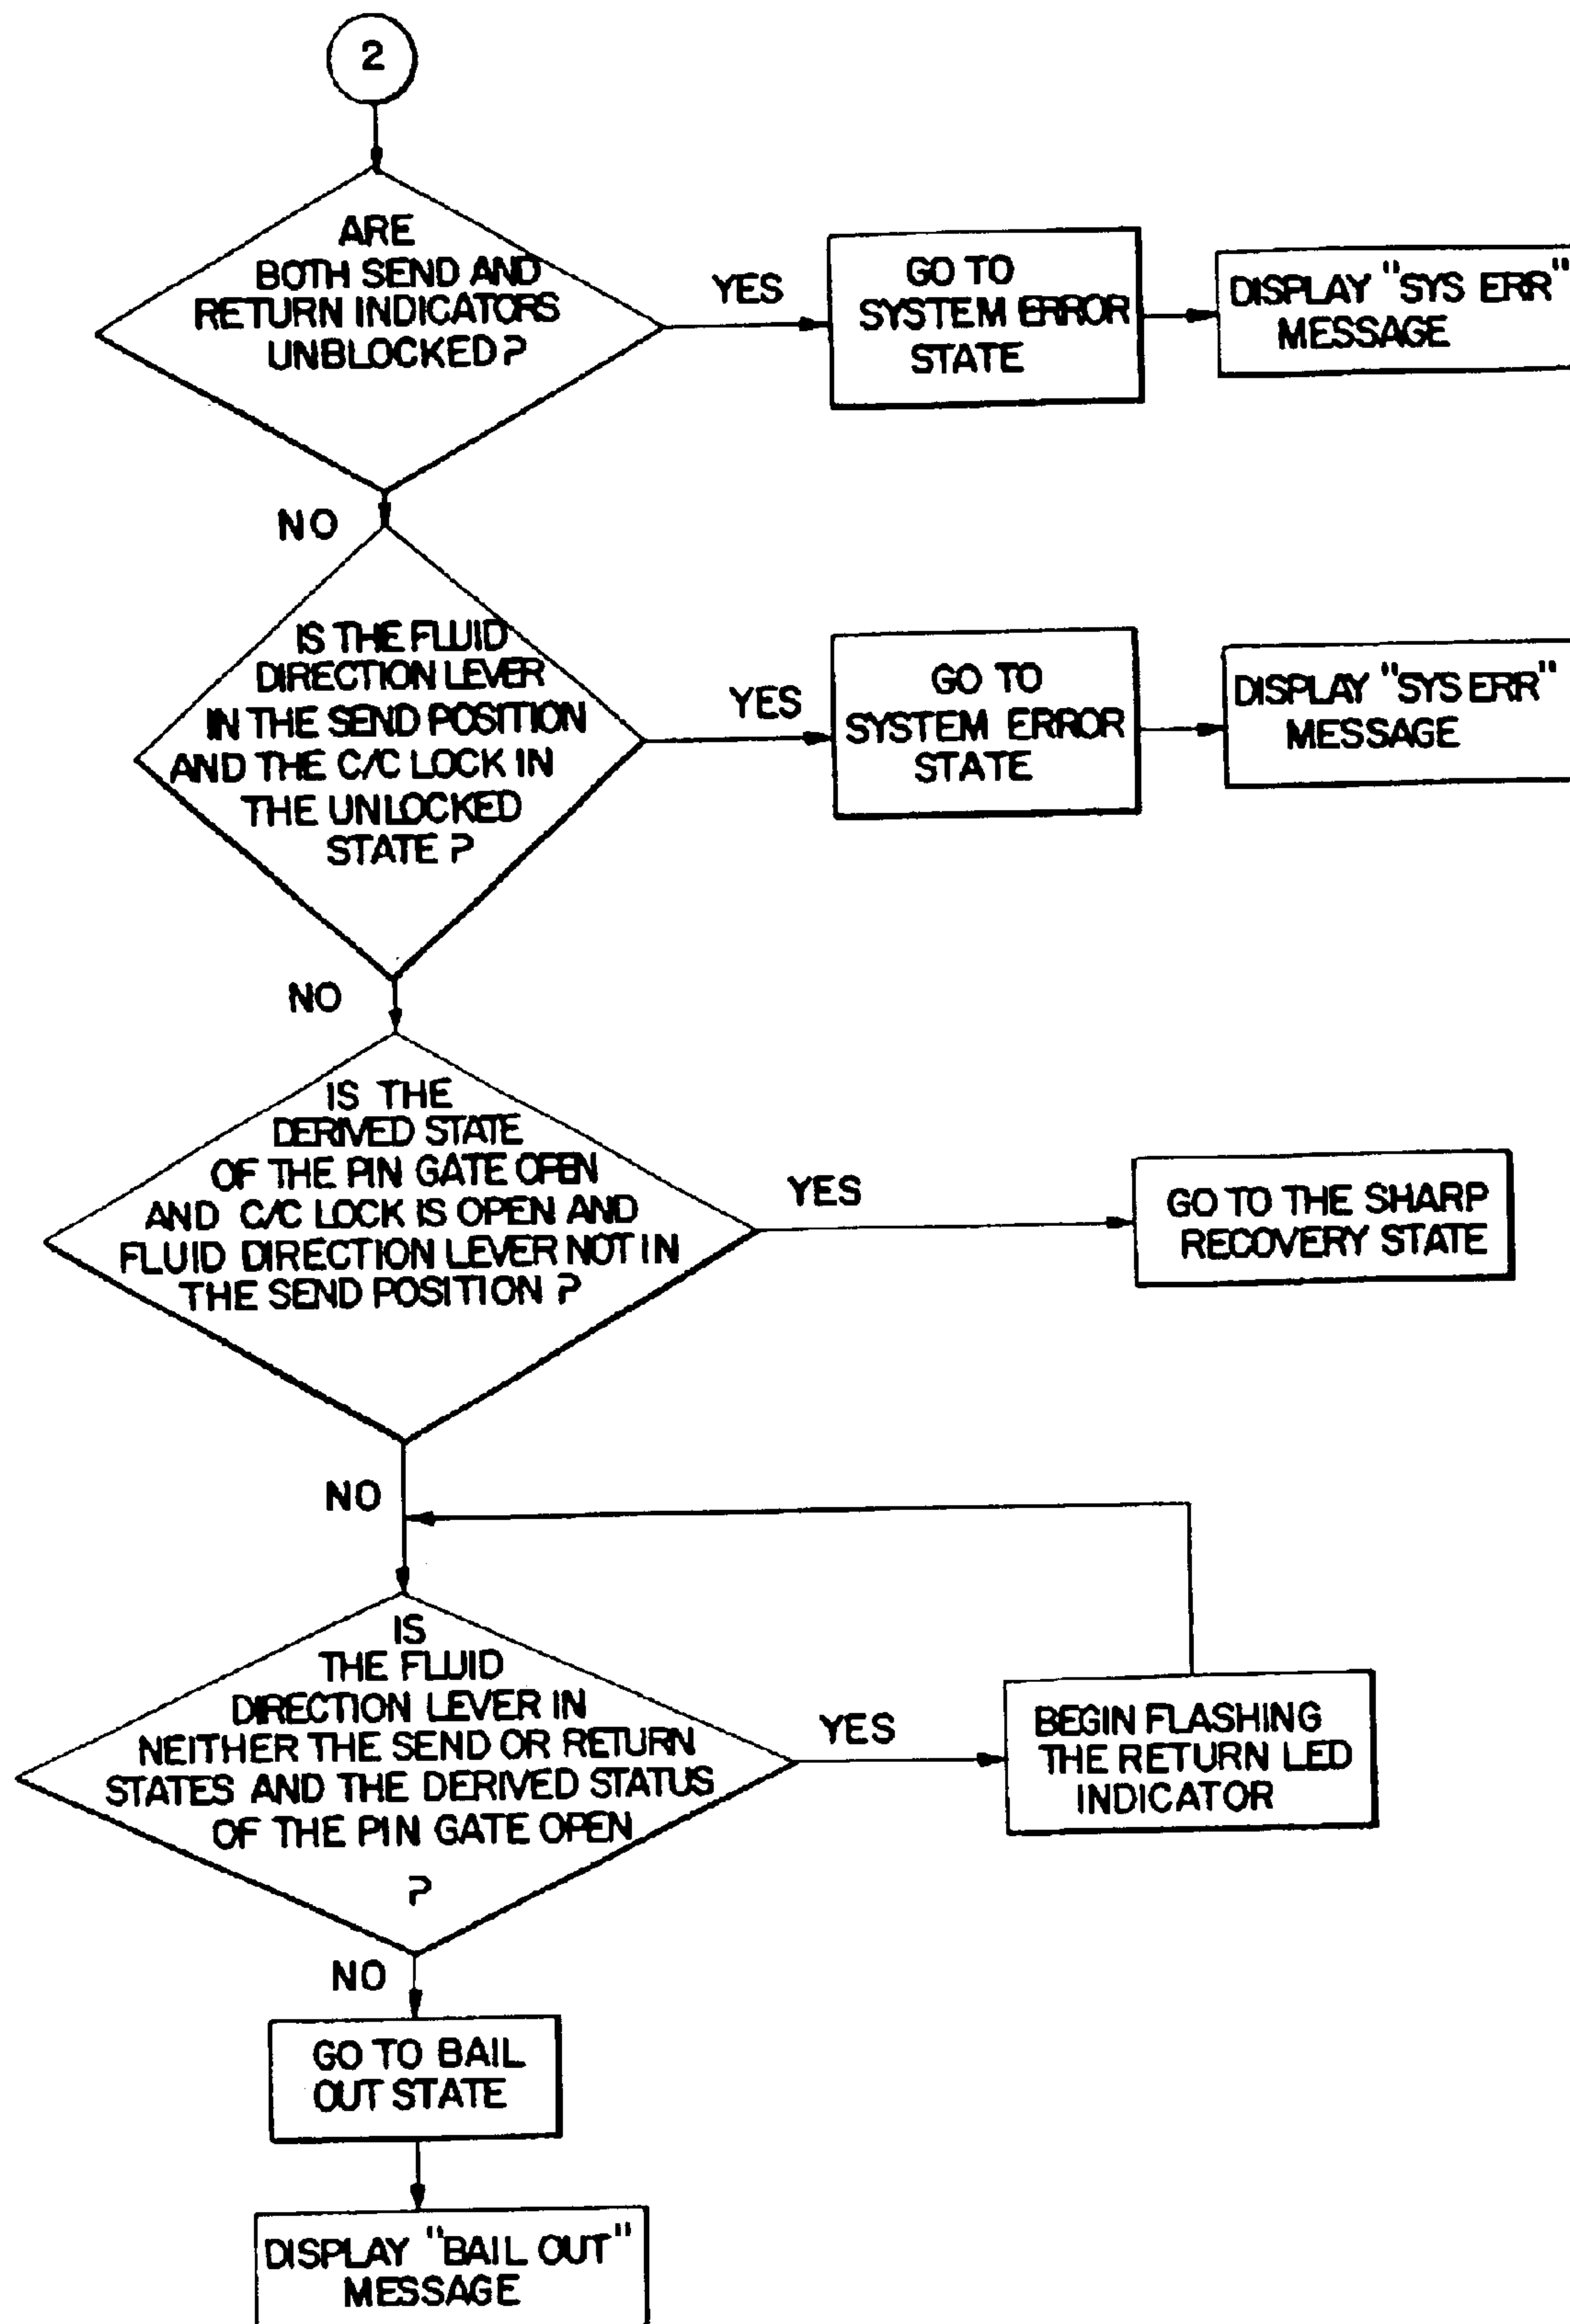 2
ARE
BOTH SEND AND
RETURN INDICATORS
UNBLOCKED?
YES
GO TO
SYSTEM ERROR
STATE
DISPLAY "SYS ERR"
MESSAGE
NO
IS THE FLUID
DIRECTION LEVER
IN THE SEND POSITION
AND THE C/C LOCK IN
THE UNLOCKED
STATE ?
YES
GO TO
SYSTEM ERROR
STATE
DISPLAY "SYS ERR"
MESSAGE
NO
IS THE
DERIVED STATE
OF THE PIN GATE OPEN
AND C/C LOCK IS OPEN AND
FLUID DIRECTION LEVER NOT IN
THE SEND POSITION ?
YES
GO TO THE SHARP
RECOVERY STATE
NO
IS
THE FLUID
DIRECTION LEVER IN
NEITHER THE SEND OR RETURN
STATES AND THE DERIVED STATUS
OF THE PIN GATE OPEN
?
YES
BEGIN FLASHING
THE RETURN LED
INDICATOR
NO
GO TO BAIL
OUT STATE
DISPLAY "BAIL OUT"
MESSAGE